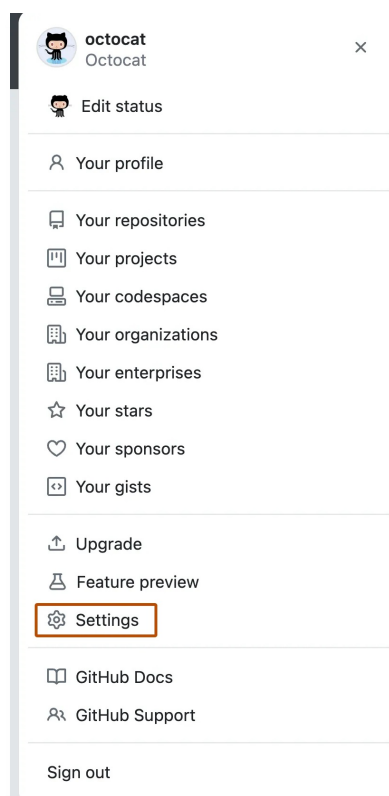 octocat
Octocat
Edit status
Your profile
Your repositories
Your projects
Your codespaces
Your organizations
Your enterprises
Your stars
Your sponsors
Your gists
Upgrade
Feature preview
Settings
GitHub Docs
GitHub Support
Sign out